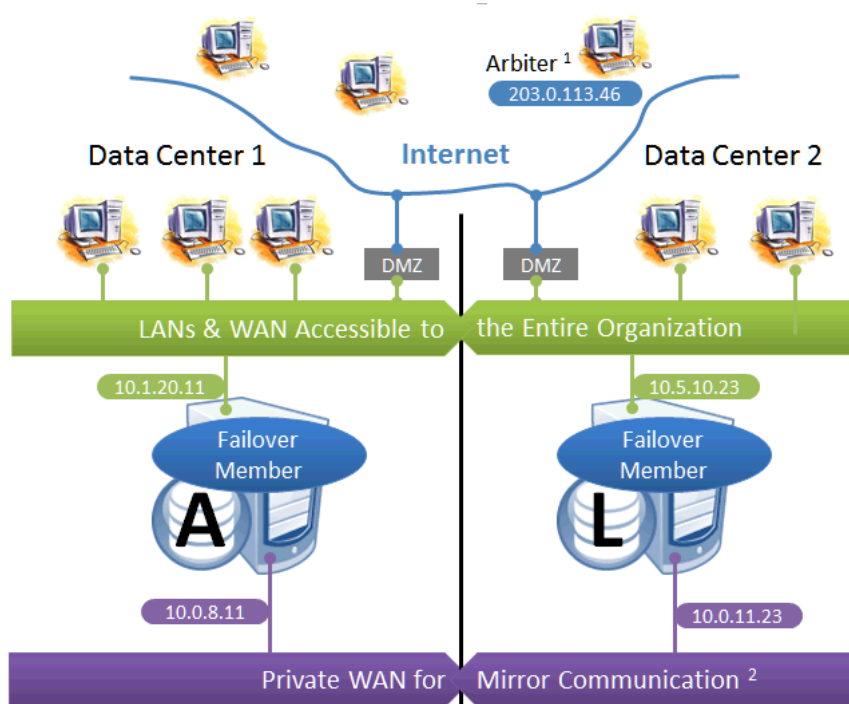 Arbiter 1
203.0.113.46
Data Center 1
Internet
Data Center 2
DMZ
DMZ
LANs & WAN Accessible to the Entire Organization
10.1.20.11
10.5.10.23
Failover
Member
Failover
Member
A
L
10.0.8.11
10.0.11.23
Private WAN for Mirror Communication 2